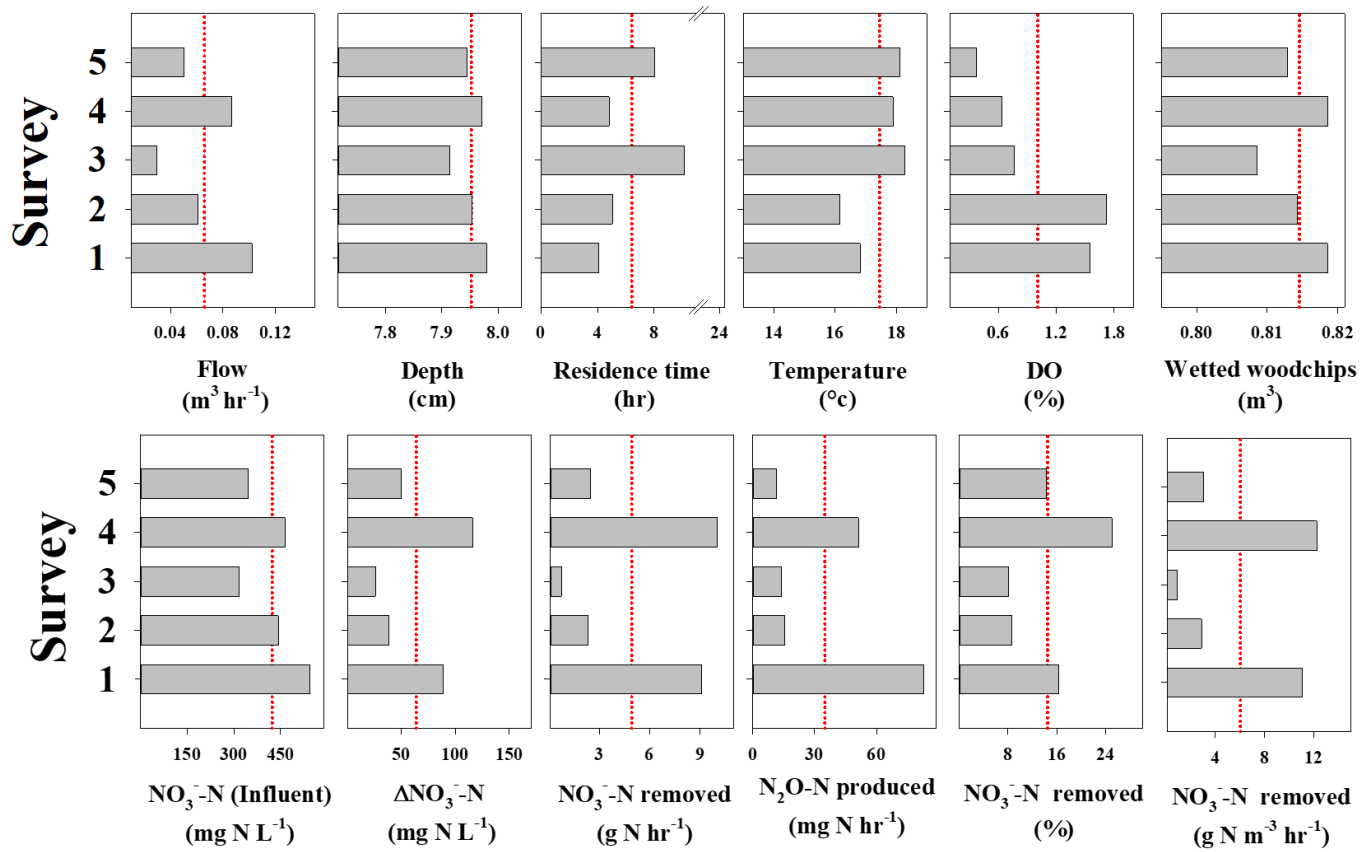 Survey
5
4
3
2
1
0.04 0.08 0.12
7.8 7.9 8.0
0 4 8 24
14 16 18
0.6 1.2 1.8
0.80 0.81 0.82
Flow
(m³ hr⁻¹)
Depth
(cm)
Residence time
(hr)
Temperature
(°c)
DO
(%)
Wetted woodchips
(m³)
Survey
5
4
3
2
1
150 300 450
50 100 150
3 6 9
0 30 60
8 16 24
4 8 12
NO₃⁻-N (Influent)
(mg N L⁻¹)
ΔNO₃⁻-N
(mg N L⁻¹)
NO₃⁻-N removed
(g N hr⁻¹)
N₂O-N produced
(mg N hr⁻¹)
NO₃⁻-N removed
(%)
NO₃⁻-N removed
(g N m⁻³ hr⁻¹)